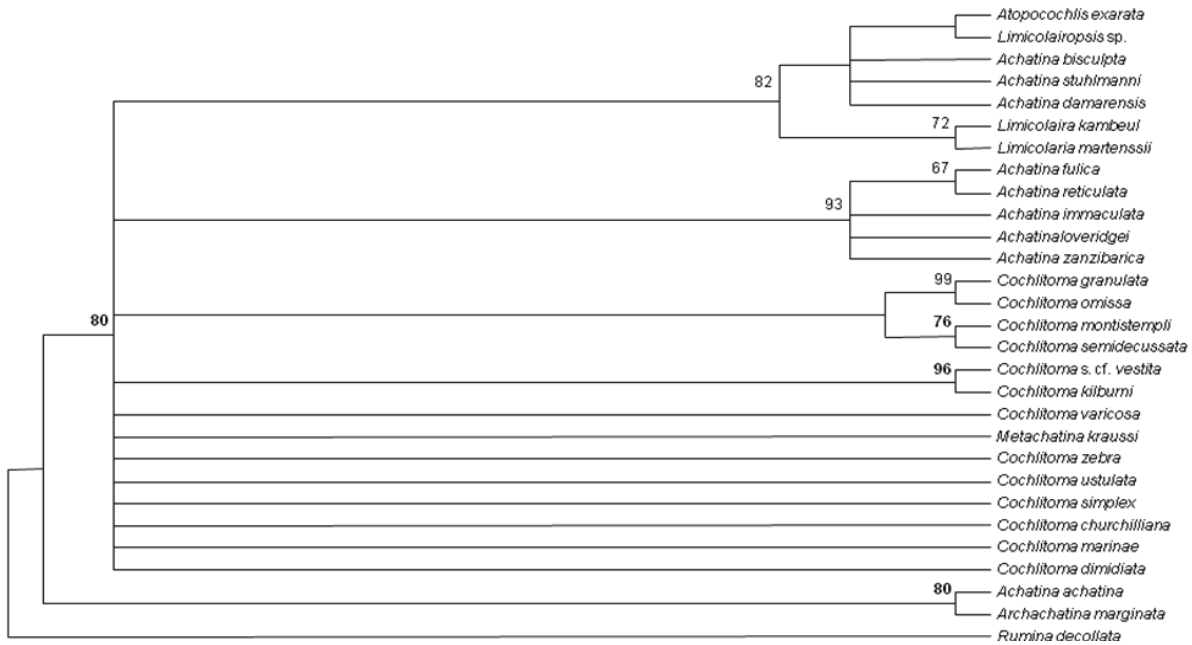 Atopocochlis exarata
Limicolairopsis sp.
Achatina bisculpta
82
Achatina stuhlmanni
Achatina damarensis
72
Limicolaira kambeul
Limicolaria martenssii
67
Achatina fulica
Achatina reticulata
93
Achatina immaculata
Achatinaloveridgei
Achatina zanzibarica
99
Cochlitoma granulata
Cochlitoma omissa
80
76
Cochlitoma montistempli
Cochlitoma semidecussata
96
Cochlitoma s. cf. vestita
Cochlitoma kilburni
Cochlitoma varicosa
Metachatina kraussi
Cochlitoma zebra
Cochlitoma ustulata
Cochlitoma simplex
Cochlitoma churchilliana
Cochlitoma marinae
Cochlitoma dimidiata
80
Achatina achatina
Archachatina marginata
Rumina decollata